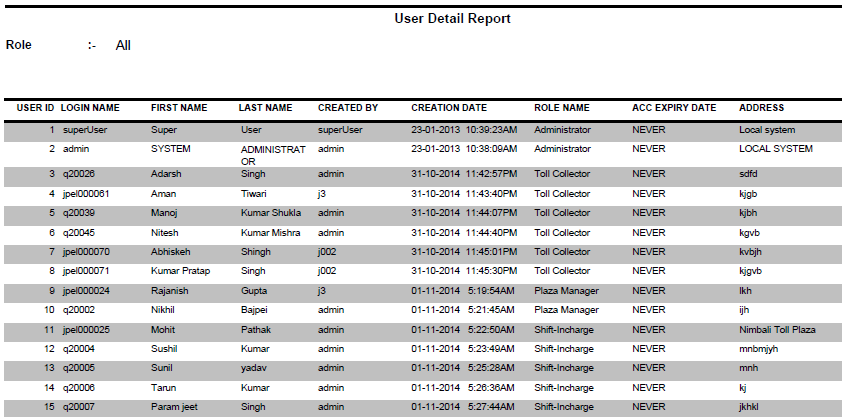 User Detail Report
Role :- All
USER ID LOGIN NAME FIRST NAME LAST NAME CREATED BY CREATION DATE ROLE NAME ACC EXPIRY DATE ADDRESS
1 superUser Super User superUser 23-01-2013 10:39:23AM Administrator NEVER Local system
2 admin SYSTEM ADMINISTRAT admin 23-01-2013 10:38:09AM Administrator NEVER LOCAL SYSTEM
OR
3 q20026 Adarsh Singh admin 31-10-2014 11:42:57PM Toll Collector NEVER sdfd
4 jpel000061 Aman Tiwari j3 31-10-2014 11:43:40PM Toll Collector NEVER kjgb
5 q20039 Manoj Kumar Shukla admin 31-10-2014 11:44:07PM Toll Collector NEVER kjbh
6 q20045 Nitesh Kumar Mishra admin 31-10-2014 11:44:40PM Toll Collector NEVER kgvb
7 jpel000070 Abhiskeh Shingh j002 31-10-2014 11:45:01PM Toll Collector NEVER kvbjh
8 jpel000071 Kumar Pratap Singh j002 31-10-2014 11:45:30PM Toll Collector NEVER kjgvb
9 jpel000024 Rajanish Gupta j3 01-11-2014 5:19:54AM Plaza Manager NEVER lkh
10 q20002 Nikhil Bajpei admin 01-11-2014 5:21:45AM Plaza Manager NEVER ijh
11 jpel000025 Mohit Pathak admin 01-11-2014 5:22:50AM Shift-Incharge NEVER Nimbali Toll Plaza
12 q20004 Sushil Kumar admin 01-11-2014 5:23:49AM Shift-Incharge NEVER mnbmjyh
13 q20005 Sunil yadav admin 01-11-2014 5:25:28AM Shift-Incharge NEVER mnh
14 q20006 Tarun Kumar admin 01-11-2014 5:26:36AM Shift-Incharge NEVER kj
15 q20007 Param jeet Singh admin 01-11-2014 5:27:44AM Shift-Incharge NEVER jkhkl